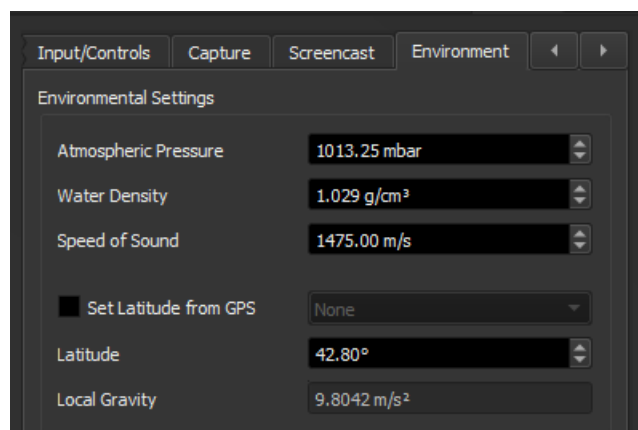 Input/Controls Capture Screencast Environment
Environmental Settings
Atmospheric Pressure 1013.25 mbar
Water Density 1.029 g/cm³
Speed of Sound 1475.00 m/s
Set Latitude from GPS None
Latitude 42.80°
Local Gravity 9.8042 m/s²